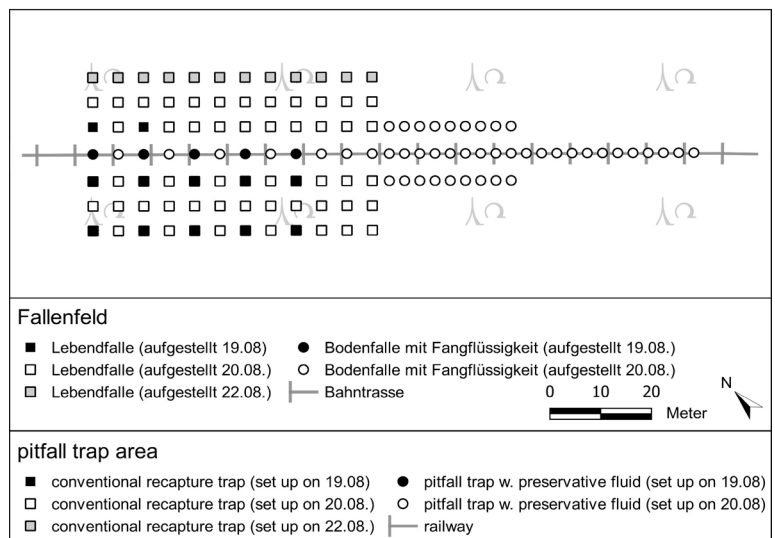 Fallenfeld
Lebendfalle (aufgestellt 19.08)
Bodenfalle mit Fangflüssigkeit (aufgestellt 19.08.)
Lebendfalle (aufgestellt 20.08.)
Bodenfalle mit Fangflüssigkeit (aufgestellt 20.08.)
Lebendfalle (aufgestellt 22.08.)
Bahntrasse
0 10 20
Meter
N
pitfall trap area
conventional recapture trap (set up on 19.08)
pitfall trap w. preservative fluid (set up on 19.08)
conventional recapture trap (set up on 20.08.)
pitfall trap w. preservative fluid (set up on 20.08)
conventional recapture trap (set up on 22.08.)
railway